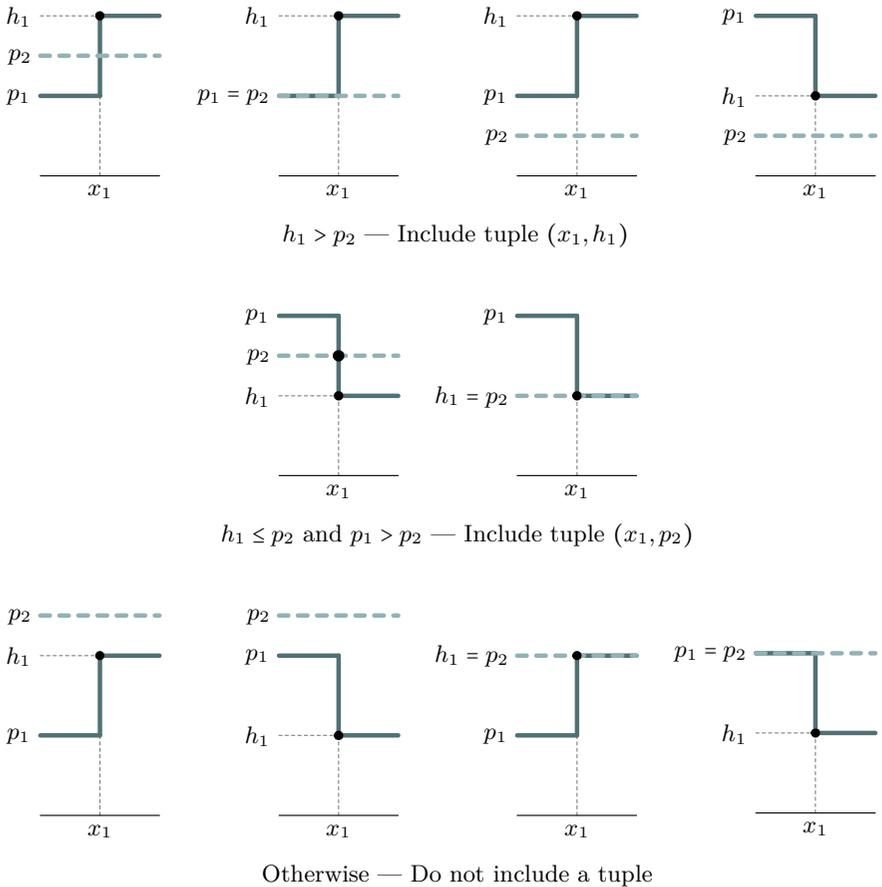 h₁ h₁ h₁ p₁
p₂
p₁ p₁ = p₂ p₁ h₁
p₂ p₂
x₁ x₁ x₁ x₁
h₁ > p₂ — Include tuple (x₁, h₁)
p₁ p₁
p₂
h₁ h₁ = p₂
x₁ x₁
h₁ ≤ p₂ and p₁ > p₂ — Include tuple (x₁, p₂)
p₂ p₂
h₁ p₁ h₁ = p₂ p₁ = p₂
p₁ h₁ p₁ h₁
x₁ x₁ x₁ x₁
Otherwise — Do not include a tuple